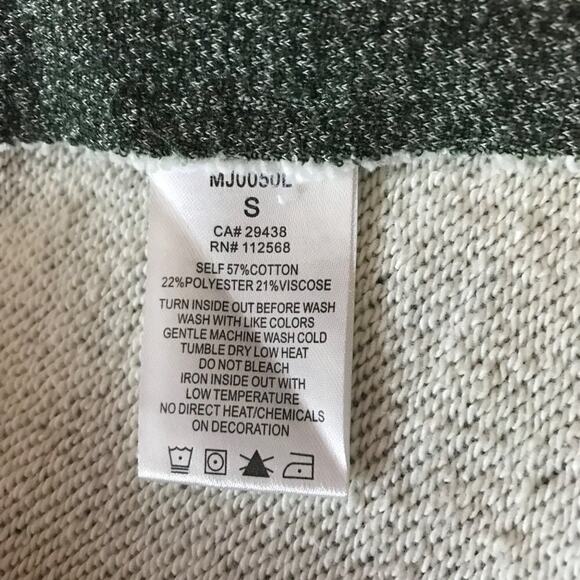 MJ0050L
S
CA# 29438
RN# 112568
SELF 57%COTTON
22%POLYESTER 21%VISCOSE
TURN INSIDE OUT BEFORE WASH
WASH WITH LIKE COLORS
GENTLE MACHINE WASH COLD
TUMBLE DRY LOW HEAT
DO NOT BLEACH
IRON INSIDE OUT WITH
LOW TEMPERATURE
NO DIRECT HEAT/CHEMICALS
ON DECORATION